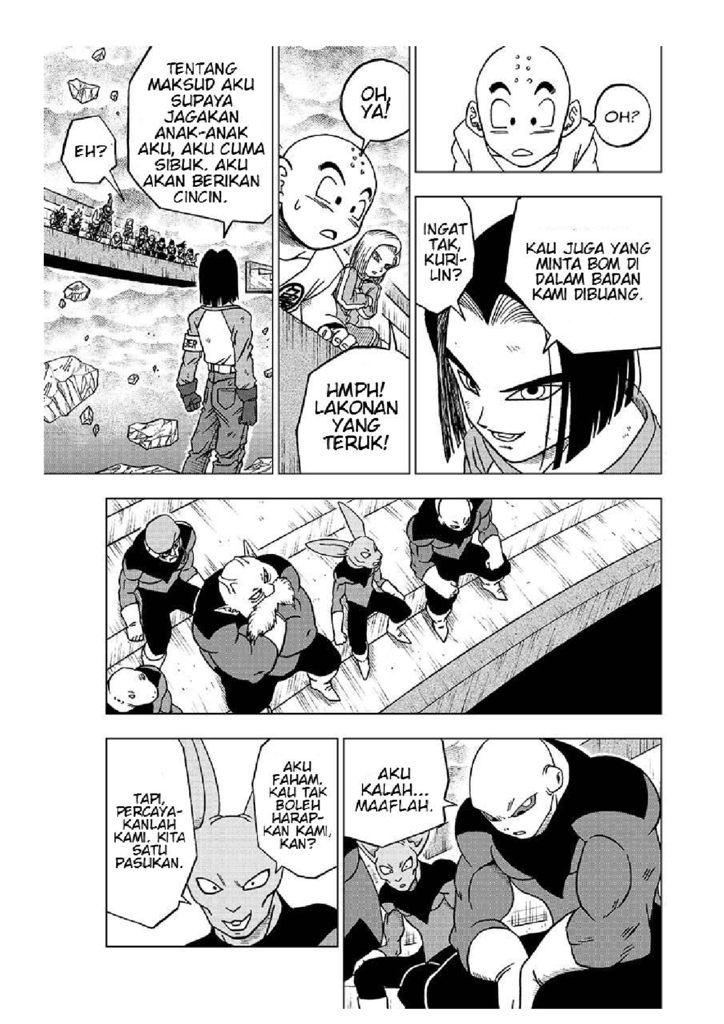 OH?
KAU JUGA YANG
MINTA BOM DI
DALAM BADAN
KAMI DIBUANG.
INGAT
TAK,
KURI-
LIN?
OH,
YA!
HMPH!
LAKONAN
YANG
TERUK!
TENTANG
MAKSUD AKU
SUPAYA
JAGAKAN
ANAK-ANAK
AKU, AKU CUMA
SIBUK. AKU
AKAN BERIKAN
CINCIN.
EH?
AKU
KALAH...
MAAFLAH.
AKU
FAHAM.
KAU TAK
BOLEH
HARAP-
KAN KAMI,
KAN?
TAPI,
PERCAYA-
KANLAH
KAMI. KITA
SATU
PASUKAN.